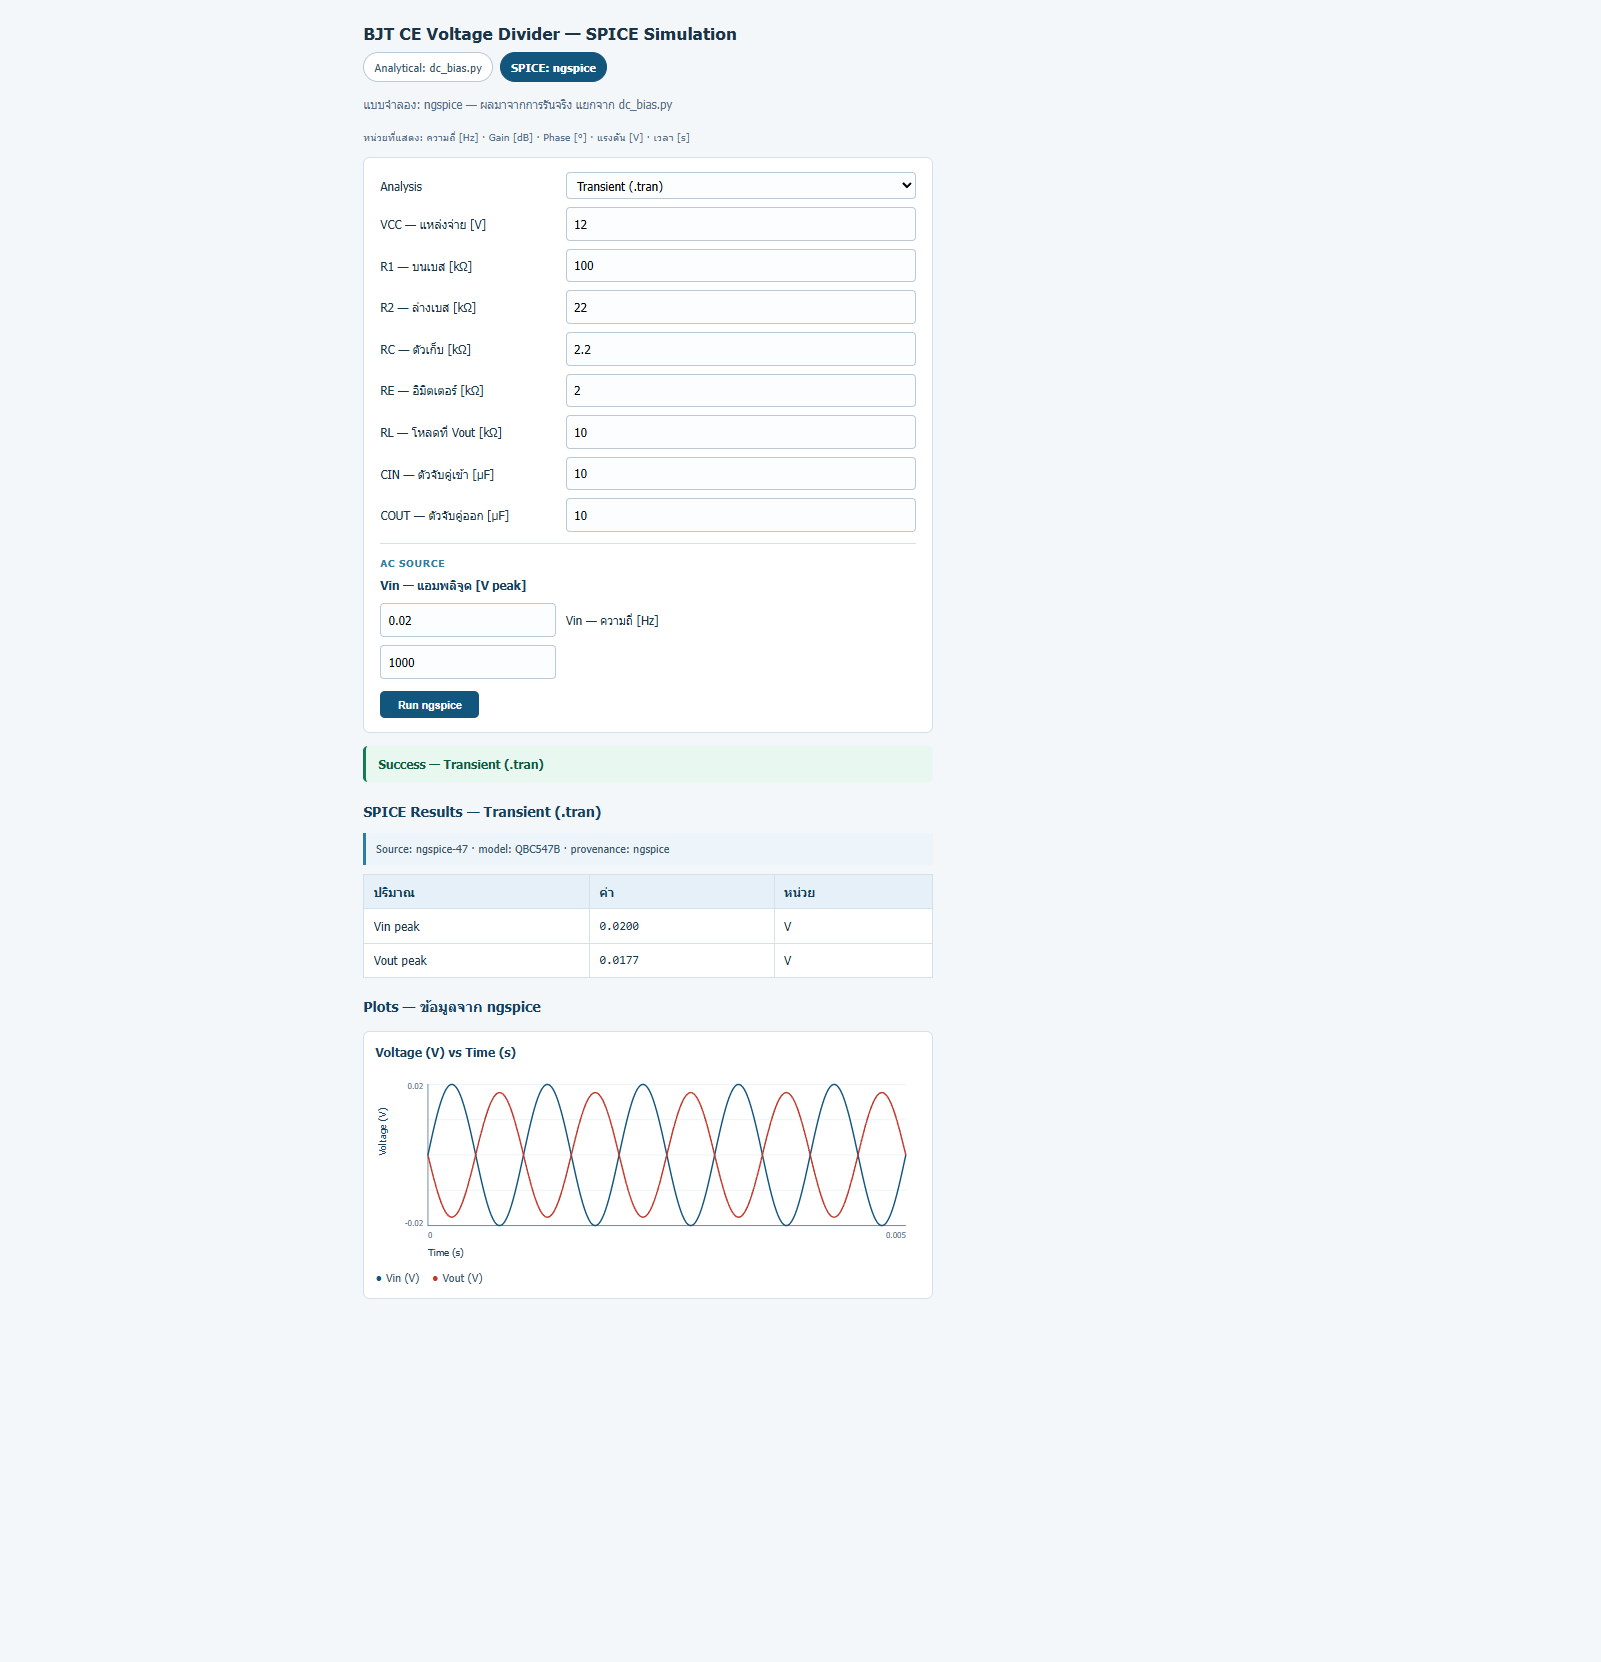 BJT CE Voltage Divider — SPICE Simulation
Analytical: dc_bias.py
SPICE: ngspice
แบบจำลอง: ngspice — ผลมาจากการรันจริง แยกจาก dc_bias.py
หน่วยที่แสดง: ความถี่ [Hz] · Gain [dB] · Phase [°] · แรงดัน [V] · เวลา [s]
Analysis
Transient (.tran)
VCC — แหล่งจ่าย [V]
12
R1 — บนเบส [kΩ]
100
R2 — ล่างเบส [kΩ]
22
RC — ตัวเก็บ [kΩ]
2.2
RE — อิมิตเตอร์ [kΩ]
2
RL — โหลดที่ Vout [kΩ]
10
CIN — ตัวจับคู่เข้า [µF]
10
COUT — ตัวจับคู่ออก [µF]
10
AC SOURCE
Vin — แอมพลิจูด [V peak]
0.02
Vin — ความถี่ [Hz]
1000
Run ngspice
Success — Transient (.tran)
SPICE Results — Transient (.tran)
Source: ngspice-47 · model: QBC547B · provenance: ngspice
ปริมาณ ค่า หน่วย
Vin peak 0.0200 V
Vout peak 0.0177 V
Plots — ข้อมูลจาก ngspice
Voltage (V) vs Time (s)
0.02
Voltage (V)
-0.02
0 0.005
Time (s)
● Vin (V) ● Vout (V)